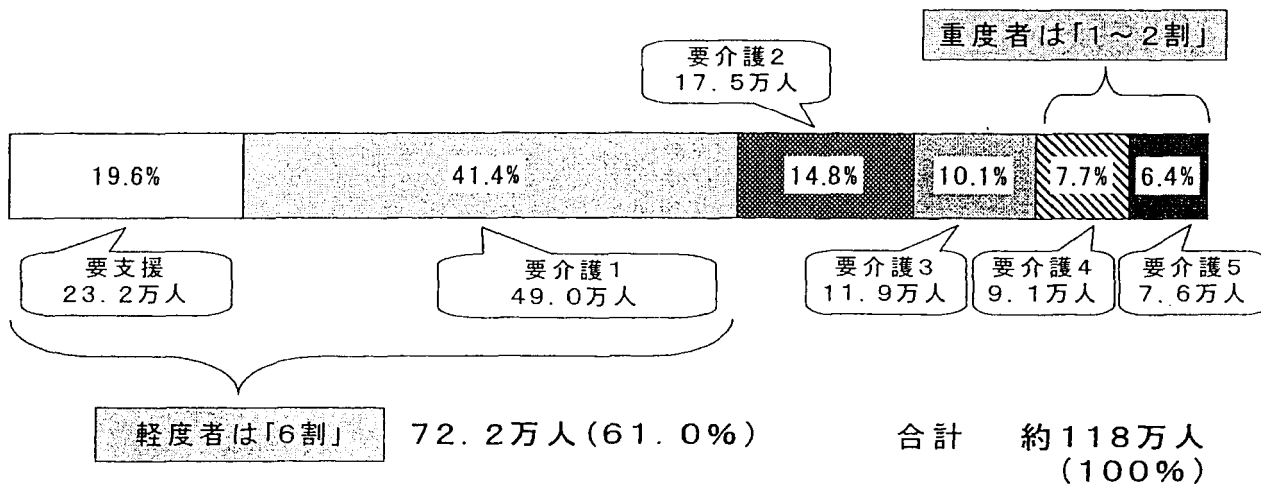 重度者は「1～2割」
要介護2
17.5万人
19.6%
41.4%
14.8%
10.1%
7.7%
6.4%
要支援
23.2万人
要介護1
49.0万人
要介護3
11.9万人
要介護4
9.1万人
要介護5
7.6万人
軽度者は「6割」
72.2万人(61.0%)
合計 約118万人
(100%)